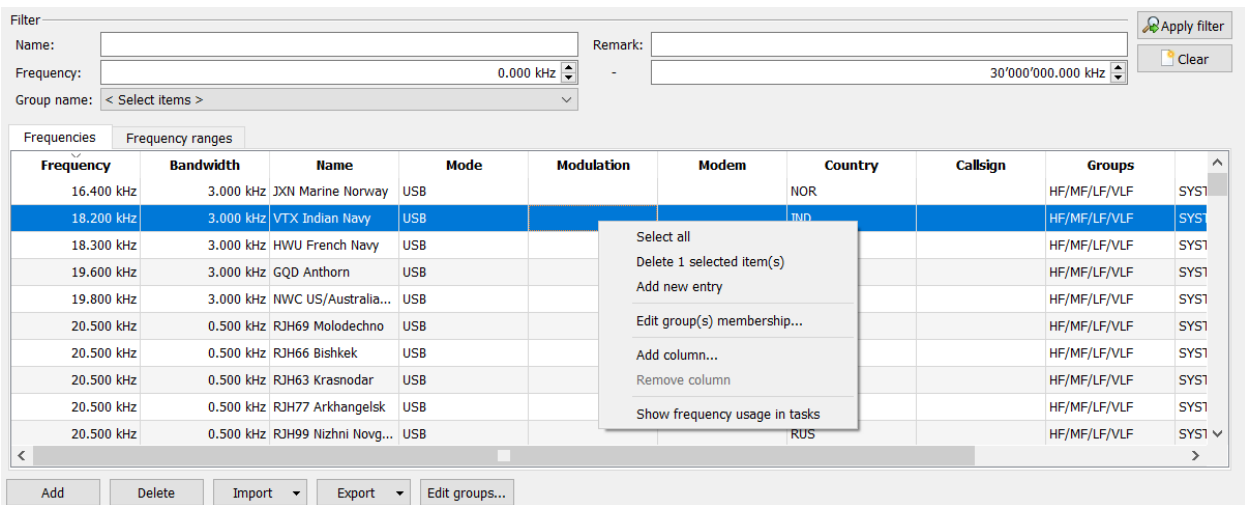 Filter
Name: Remark: Apply filter
Frequency: 0.000 kHz - 30’000’000.000 kHz Clear
Group name: < Select items >
Frequencies Frequency ranges
Frequency Bandwidth Name Mode Modulation Modem Country Callsign Groups
16.400 kHz 3.000 kHz JXN Marine Norway USB NOR HF/MF/LF/VLF SYST
18.200 kHz 3.000 kHz VTX Indian Navy USB IND HF/MF/LF/VLF SYST
18.300 kHz 3.000 kHz HWU French Navy USB HF/MF/LF/VLF SYST
19.600 kHz 3.000 kHz GQD Anthorn USB HF/MF/LF/VLF SYST
19.800 kHz 3.000 kHz NWC US/Australia... USB HF/MF/LF/VLF SYST
20.500 kHz 0.500 kHz RJH69 Molodechno USB HF/MF/LF/VLF SYST
20.500 kHz 0.500 kHz RJH66 Bishkek USB HF/MF/LF/VLF SYST
20.500 kHz 0.500 kHz RJH63 Krasnodar USB HF/MF/LF/VLF SYST
20.500 kHz 0.500 kHz RJH77 Arkhangelsk USB HF/MF/LF/VLF SYST
20.500 kHz 0.500 kHz RJH99 Nizhni Novg... USB RUS HF/MF/LF/VLF SYST
Select all
Delete 1 selected item(s)
Add new entry
Edit group(s) membership...
Add column...
Remove column
Show frequency usage in tasks
Add Delete Import Export Edit groups...